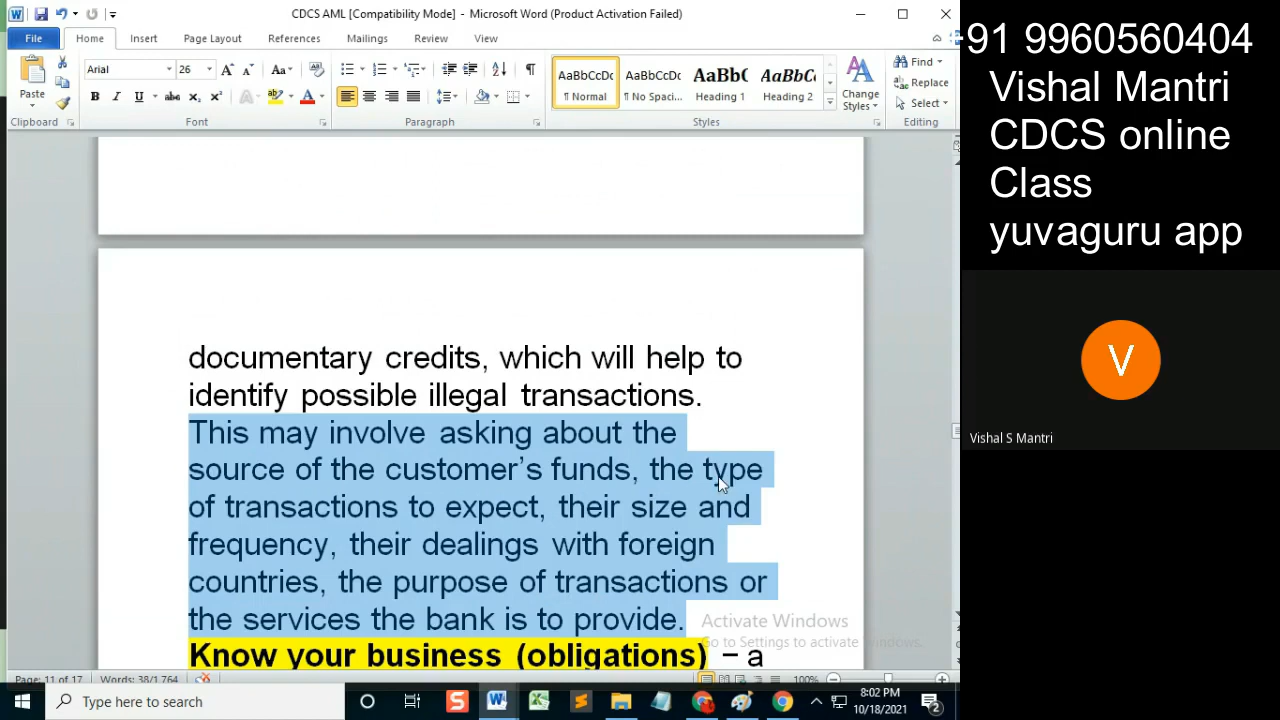 CDCS AML [Compatibility Mode] - Microsoft Word (Product Activation Failed)
File Home Insert Page Layout References Mailings Review View
Paste
Clipboard
Arial 26
Font
Paragraph
AaBbCcDc AaBbCcDc AaBbC AaBbCc
¶ Normal ¶ No Spaci... Heading 1 Heading 2
Change Styles
Styles
Find
Replace
Select
Editing
documentary credits, which will help to
identify possible illegal transactions.
This may involve asking about the
source of the customer's funds, the type
of transactions to expect, their size and
frequency, their dealings with foreign
countries, the purpose of transactions or
the services the bank is to provide.
Know your business (obligations) – a
Activate Windows
Go to Settings to activate Windows.
Page: 11 of 17 Words: 38/1,764 100%
Type here to search
8:02 PM
10/18/2021
2
91 9960560404
Vishal Mantri
CDCS online
Class
yuvaguru app
V
Vishal S Mantri